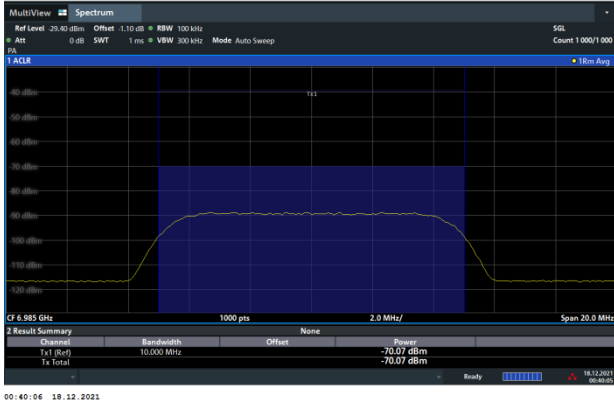 MultiView Spectrum
Ref Level -29.40 dBm Offset -1.10 dB RBW 100 kHz SGL
Att 0 dB SWT 1 ms VBW 300 kHz Mode Auto Sweep Count 1000/1000
PA
1 ACLR 1Rm Avg
Tx1
-40 dBm
-50 dBm
-60 dBm
-70 dBm
-80 dBm
-90 dBm
-100 dBm
-110 dBm
-120 dBm
CF 6.985 GHz 1000 pts 2.0 MHz/ Span 20.0 MHz
2 Result Summary None
Channel Bandwidth Offset Power
Tx1 (Ref) 10.000 MHz -70.07 dBm
Tx Total -70.07 dBm
Ready 18.12.2021
00:40:05
00:40:06 18.12.2021